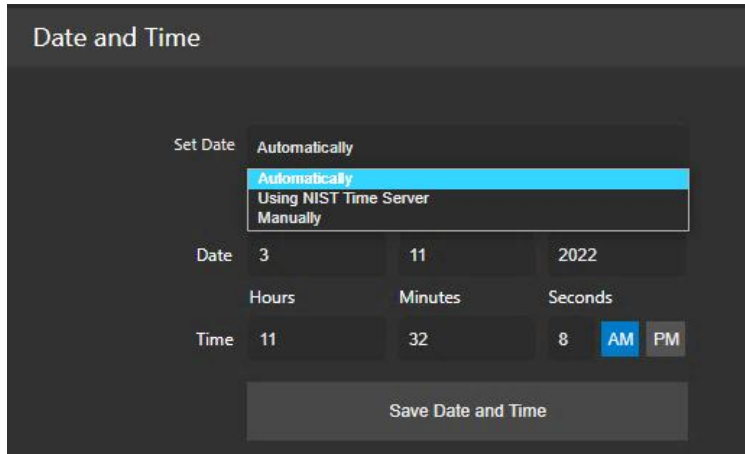 Date and Time
Set Date Automatically
Automatically
Using NIST Time Server
Manually
Date 3 11 2022
Hours Minutes Seconds
Time 11 32 8 AM PM
Save Date and Time